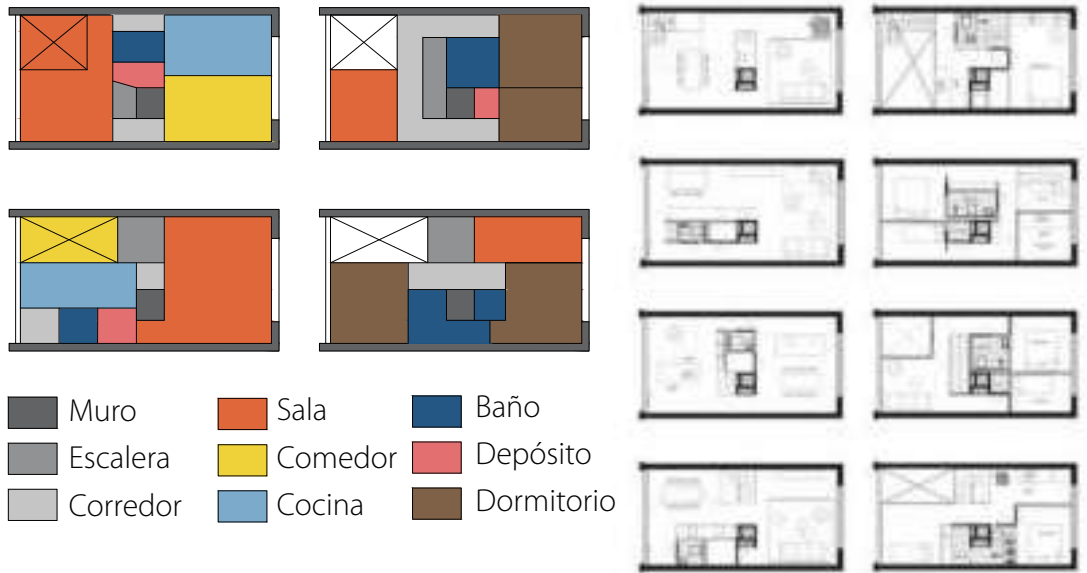 Muro
Sala
Baño
Escalera
Comedor
Depósito
Corredor
Cocina
Dormitorio